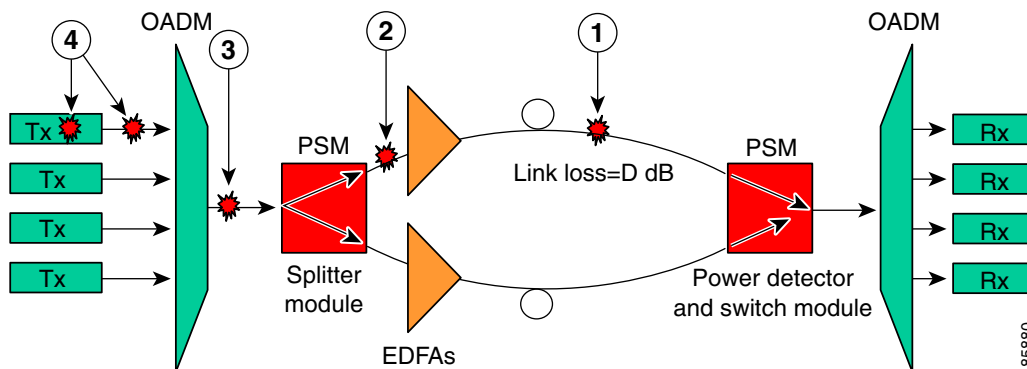 OADM
OADM
4
3
2
1
Tx
Tx
Tx
Tx
PSM
Splitter
module
EDFAs
Link loss=D dB
PSM
Power detector
and switch module
Rx
Rx
Rx
Rx
85880